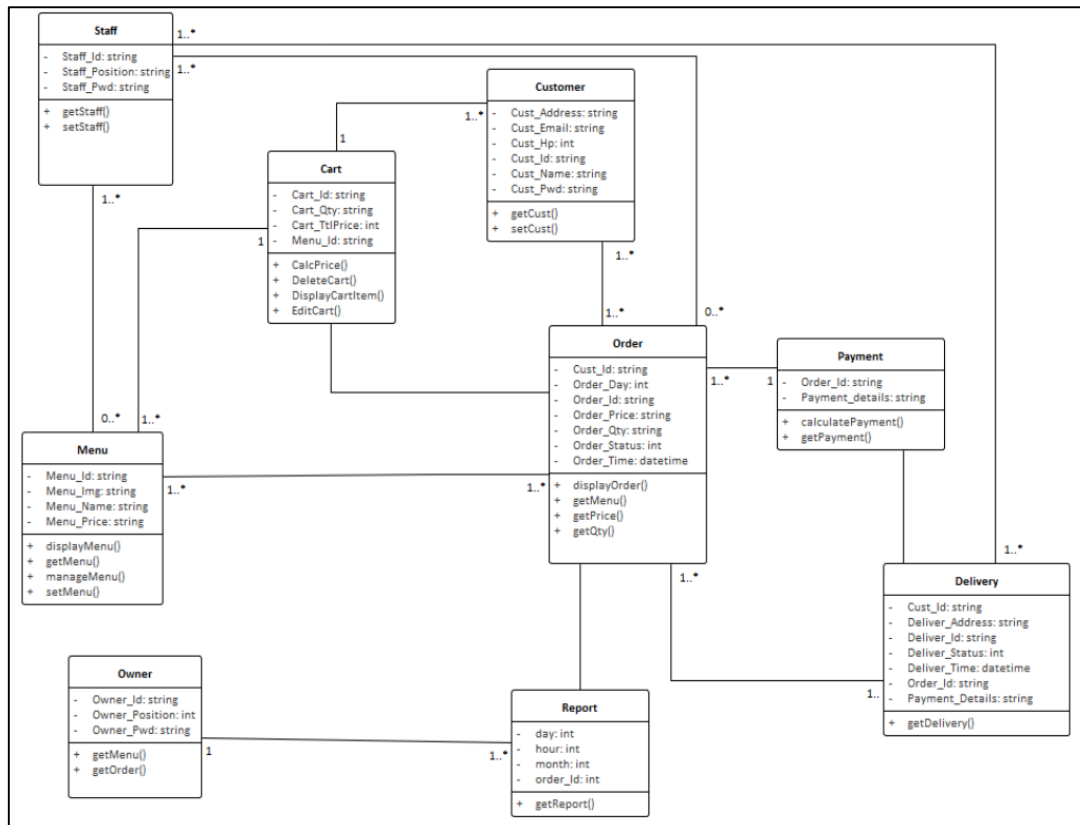 Staff
- Staff_Id: string
- Staff_Position: string
- Staff_Pwd: string
+ getStaff()
+ setStaff()
1..*
1..*
1..*
Customer
- Cust_Address: string
- Cust_Email: string
- Cust_Hp: int
- Cust_Id: string
- Cust_Name: string
- Cust_Pwd: string
+ getCust()
+ setCust()
1..*
1..*
1
Cart
- Cart_Id: string
- Cart_Qty: string
- Cart_TtlPrice: int
- Menu_Id: string
+ CalcPrice()
+ DeleteCart()
+ DisplayCartItem()
+ EditCart()
1
1..*
0..*
Order
- Cust_Id: string
- Order_Day: int
- Order_Id: string
- Order_Price: string
- Order_Qty: string
- Order_Status: int
- Order_Time: datetime
+ displayOrder()
+ getMenu()
+ getPrice()
+ getQty()
1..*
1
Payment
- Order_Id: string
- Payment_details: string
+ calculatePayment()
+ getPayment()
0..*
1..*
Menu
- Menu_Id: string
- Menu_Img: string
- Menu_Name: string
- Menu_Price: string
+ displayMenu()
+ getMenu()
+ manageMenu()
+ setMenu()
1..*
1..*
1..*
1..*
Delivery
- Cust_Id: string
- Deliver_Address: string
- Deliver_Id: string
- Deliver_Status: int
- Deliver_Time: datetime
- Order_Id: string
- Payment_Details: string
+ getDelivery()
1..
Owner
- Owner_Id: string
- Owner_Position: int
- Owner_Pwd: string
+ getMenu()
+ getOrder()
1
1..*
Report
- day: int
- hour: int
- month: int
- order_Id: int
+ getReport()